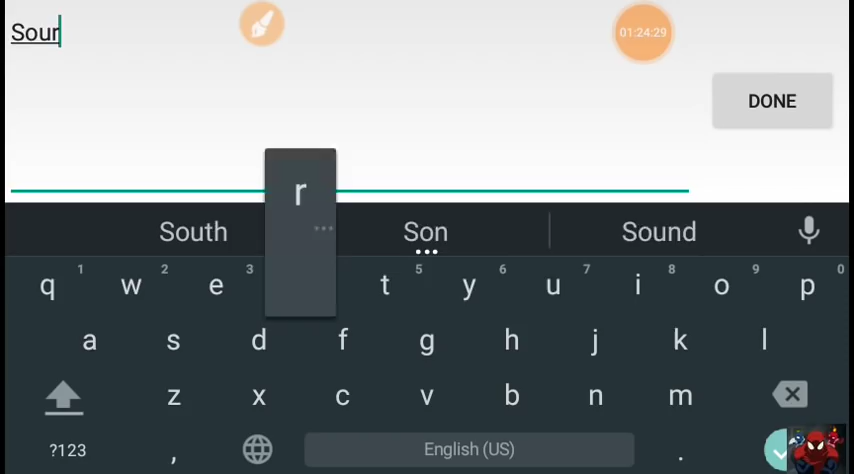 Sour
01:24:29
DONE
r
South Son Sound
q 1 w 2 e 3 t 5 y 6 u 7 i 8 o 9 p 0
a s d f g h j k l
z x c v b n m
?123 , English (US) .